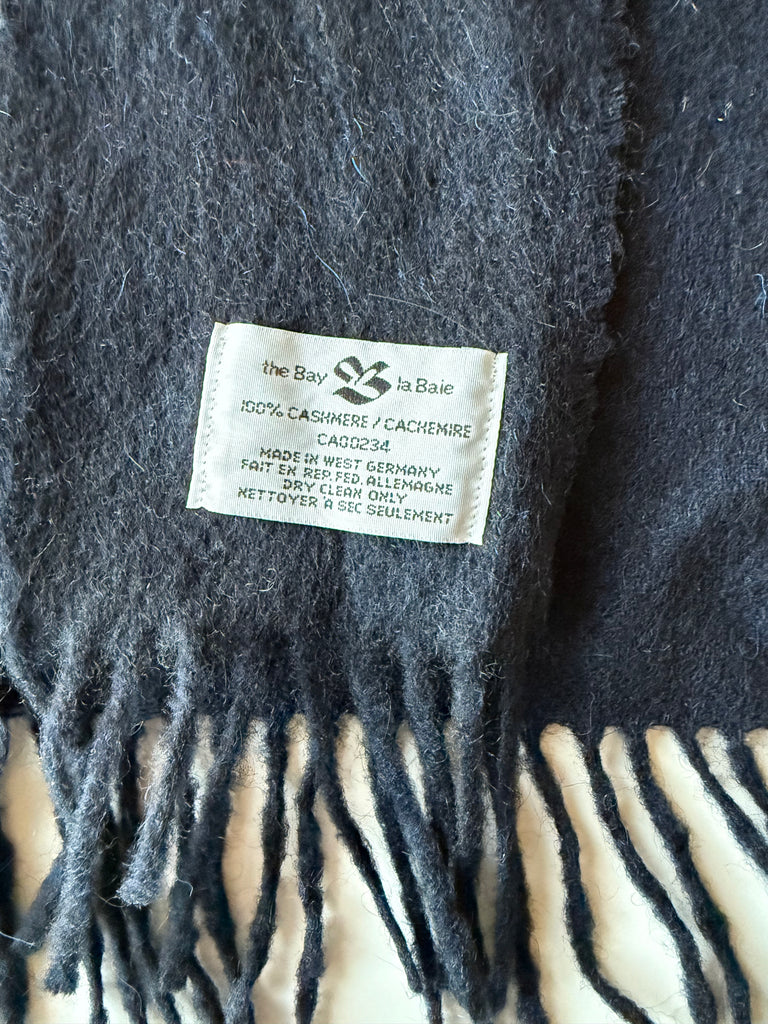 the Bay la Baie
100% CASHMERE / CACHEMIRE
CA00234
MADE IN WEST GERMANY
FAIT EN REP. FED. ALLEMAGNE
DRY CLEAN ONLY
NETTOYER À SEC SEULEMENT